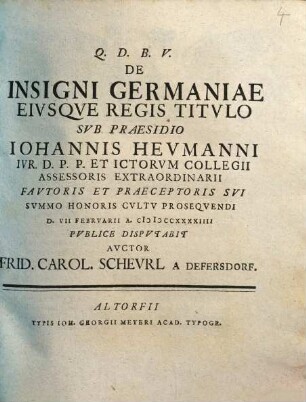 4
Q. D. B. V.
DE
INSIGNI GERMANIAE
EIVSQVE REGIS TITVLO
SVB PRAESIDIO
IOHANNIS HEVMANNI
IVR. D. P. P. ET ICTORVM COLLEGII
ASSESSORIS EXTRAORDINARII
FAVTORIS ET PRAECEPTORIS SVI
SVMMO HONORIS CVLTV PROSEQVENDI
D. VII FEBRVARII A. CIƆIƆCCXXXXIIII
PVBLICE DISPVTABIT
AVCTOR
FRID. CAROL. SCHEVRL A DEFERSDORF.
ALTORFII
TYPIS IOH. GEORGII MEYERI ACAD. TYPOGR.